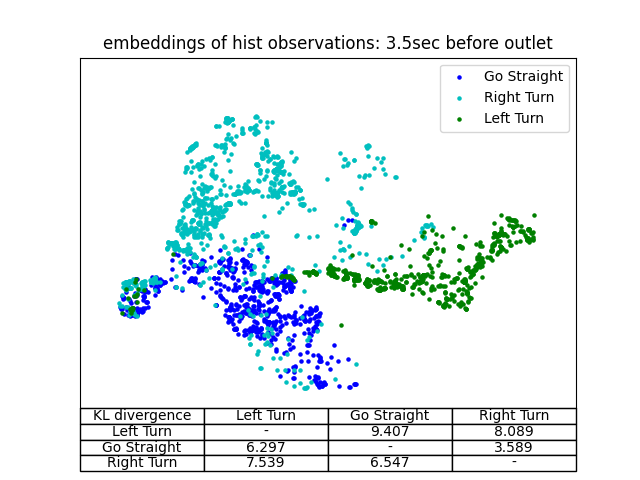 embeddings of hist observations: 3.5sec before outlet
Go Straight
Right Turn
Left Turn
KL divergence Left Turn Go Straight Right Turn
Left Turn - 9.407 8.089
Go Straight 6.297 - 3.589
Right Turn 7.539 6.547 -